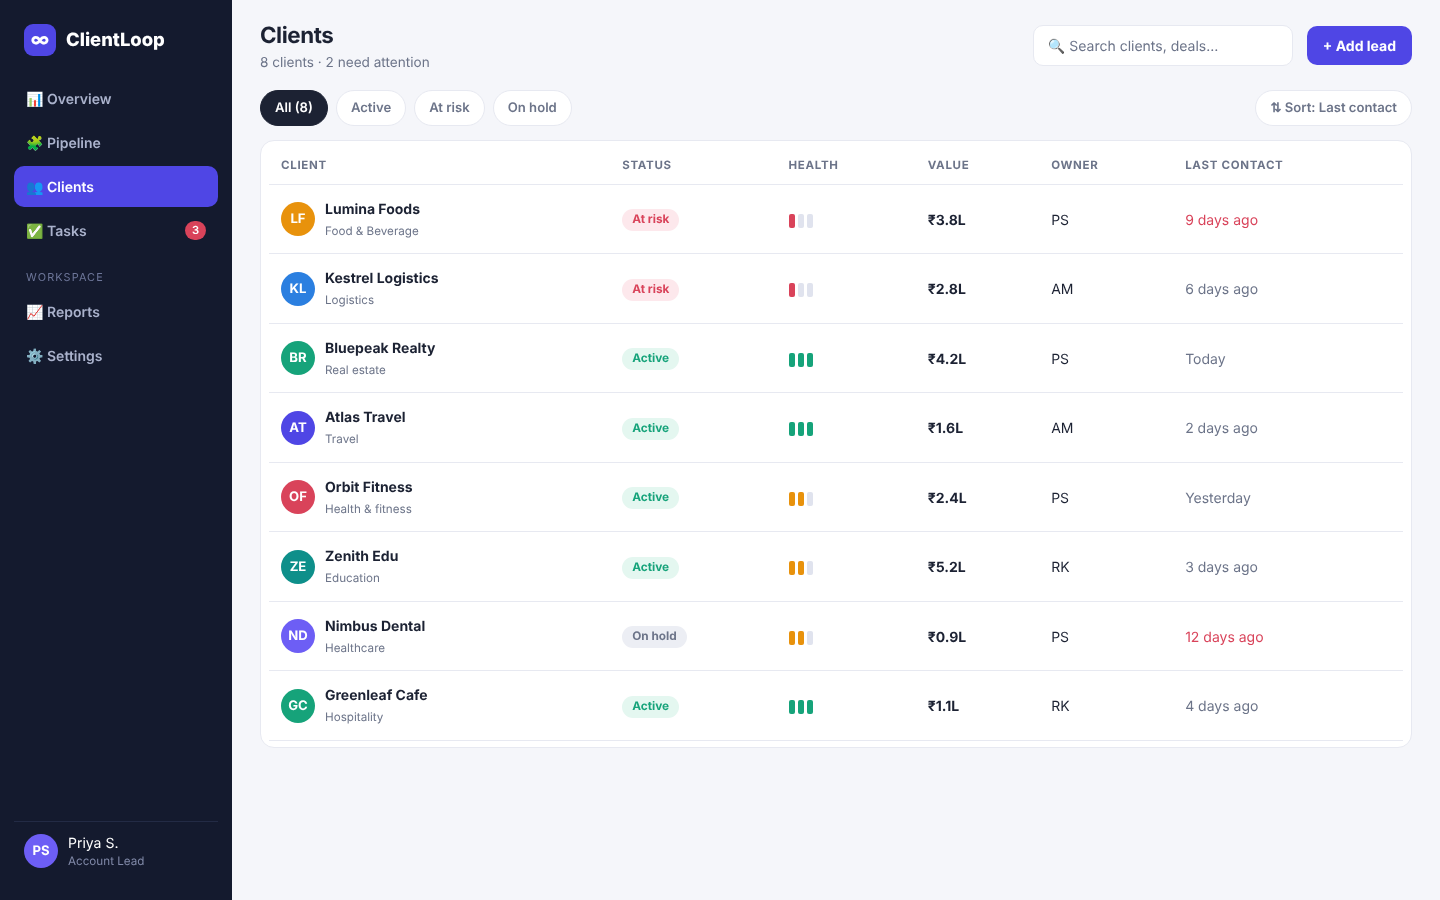 ClientLoop
📊 Overview
🧩 Pipeline
👥 Clients
✅ Tasks 3
WORKSPACE
📈 Reports
⚙️ Settings
PS Priya S.
Account Lead
Clients
8 clients · 2 need attention
🔍 Search clients, deals...
+ Add lead
All (8) Active At risk On hold
⇅ Sort: Last contact
CLIENT STATUS HEALTH VALUE OWNER LAST CONTACT
LF Lumina Foods At risk ₹3.8L PS 9 days ago
Food & Beverage
KL Kestrel Logistics At risk ₹2.8L AM 6 days ago
Logistics
BR Bluepeak Realty Active ₹4.2L PS Today
Real estate
AT Atlas Travel Active ₹1.6L AM 2 days ago
Travel
OF Orbit Fitness Active ₹2.4L PS Yesterday
Health & fitness
ZE Zenith Edu Active ₹5.2L RK 3 days ago
Education
ND Nimbus Dental On hold ₹0.9L PS 12 days ago
Healthcare
GC Greenleaf Cafe Active ₹1.1L RK 4 days ago
Hospitality